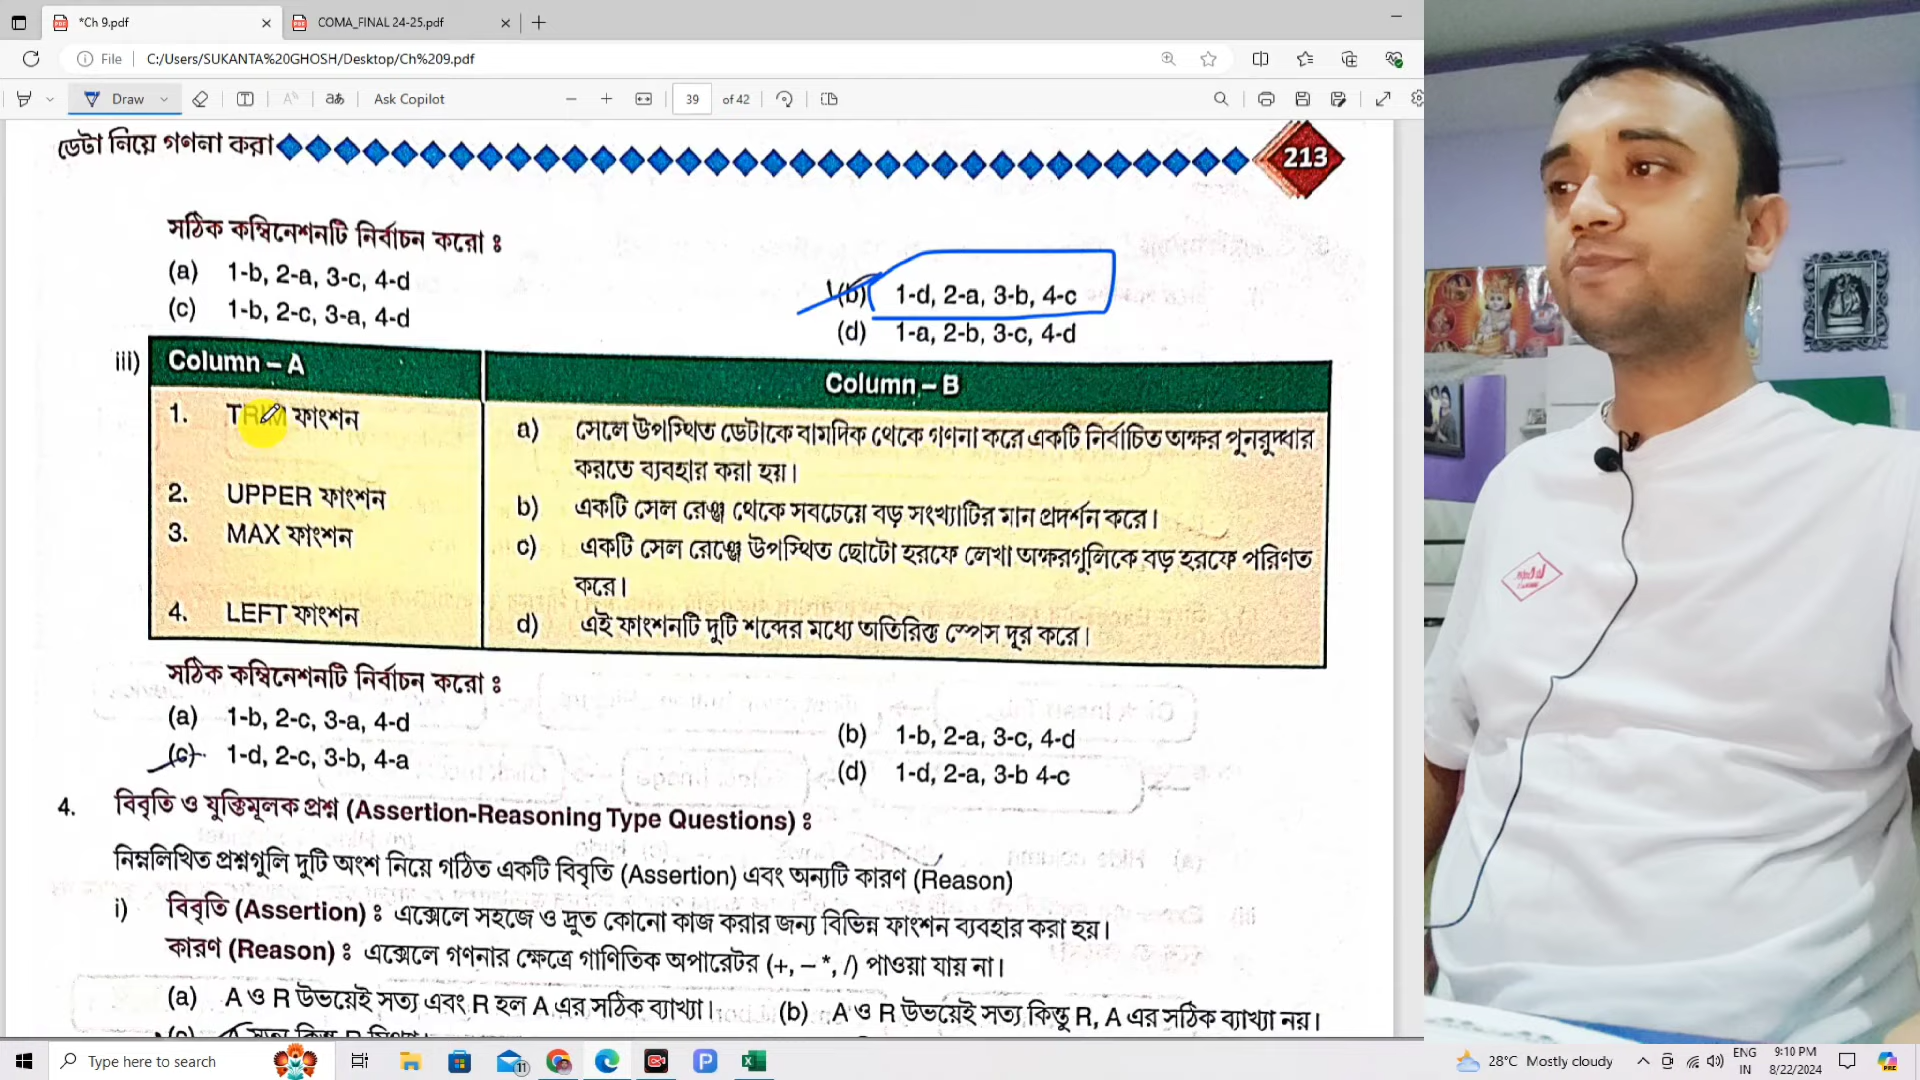 *Ch 9.pdf
COMA_FINAL 24-25.pdf
File C:/Users/SUKANTA%20GHOSH/Desktop/Ch%209.pdf
Draw Ask Copilot 39 of 42
ডেটা নিয়ে গণনা করা 213
সঠিক কম্বিনেশনটি নির্বাচন করো ঃ
(a) 1-b, 2-a, 3-c, 4-d
(b) 1-d, 2-a, 3-b, 4-c
(c) 1-b, 2-c, 3-a, 4-d
(d) 1-a, 2-b, 3-c, 4-d
iii) Column – A
Column – B
1. TRIM ফাংশন
a) সেলে উপস্থিত ডেটাকে বামদিক থেকে গণনা করে একটি নির্বাচিত অক্ষর পুনরুদ্ধার
করতে ব্যবহার করা হয়।
2. UPPER ফাংশন
b) একটি সেল রেঞ্জ থেকে সবচেয়ে বড় সংখ্যাটির মান প্রদর্শন করে।
3. MAX ফাংশন
c) একটি সেল রেঞ্জে উপস্থিত ছোটো হরফে লেখা অক্ষরগুলিকে বড় হরফে পরিণত
করে।
4. LEFT ফাংশন
d) এই ফাংশনটি দুটি শব্দের মধ্যে অতিরিক্ত স্পেস দূর করে।
সঠিক কম্বিনেশনটি নির্বাচন করো ঃ
(a) 1-b, 2-c, 3-a, 4-d
(b) 1-b, 2-a, 3-c, 4-d
(c) 1-d, 2-c, 3-b, 4-a
(d) 1-d, 2-a, 3-b 4-c
4. বিবৃতি ও যুক্তিমূলক প্রশ্ন (Assertion-Reasoning Type Questions) ঃ
নিম্নলিখিত প্রশ্নগুলি দুটি অংশ নিয়ে গঠিত একটি বিবৃতি (Assertion) এবং অন্যটি কারণ (Reason)
i) বিবৃতি (Assertion) ঃ এক্সেলে সহজে ও দ্রুত কোনো কাজ করার জন্য বিভিন্ন ফাংশন ব্যবহার করা হয়।
কারণ (Reason) ঃ এক্সেলে গণনার ক্ষেত্রে গাণিতিক অপারেটর (+, – *, /) পাওয়া যায় না।
(a) A ও R উভয়েই সত্য এবং R হল A এর সঠিক ব্যাখ্যা।
(b) A ও R উভয়েই সত্য কিন্তু R, A এর সঠিক ব্যাখ্যা নয়।
Type here to search
11
28°C Mostly cloudy
ENG
IN
9:10 PM
8/22/2024